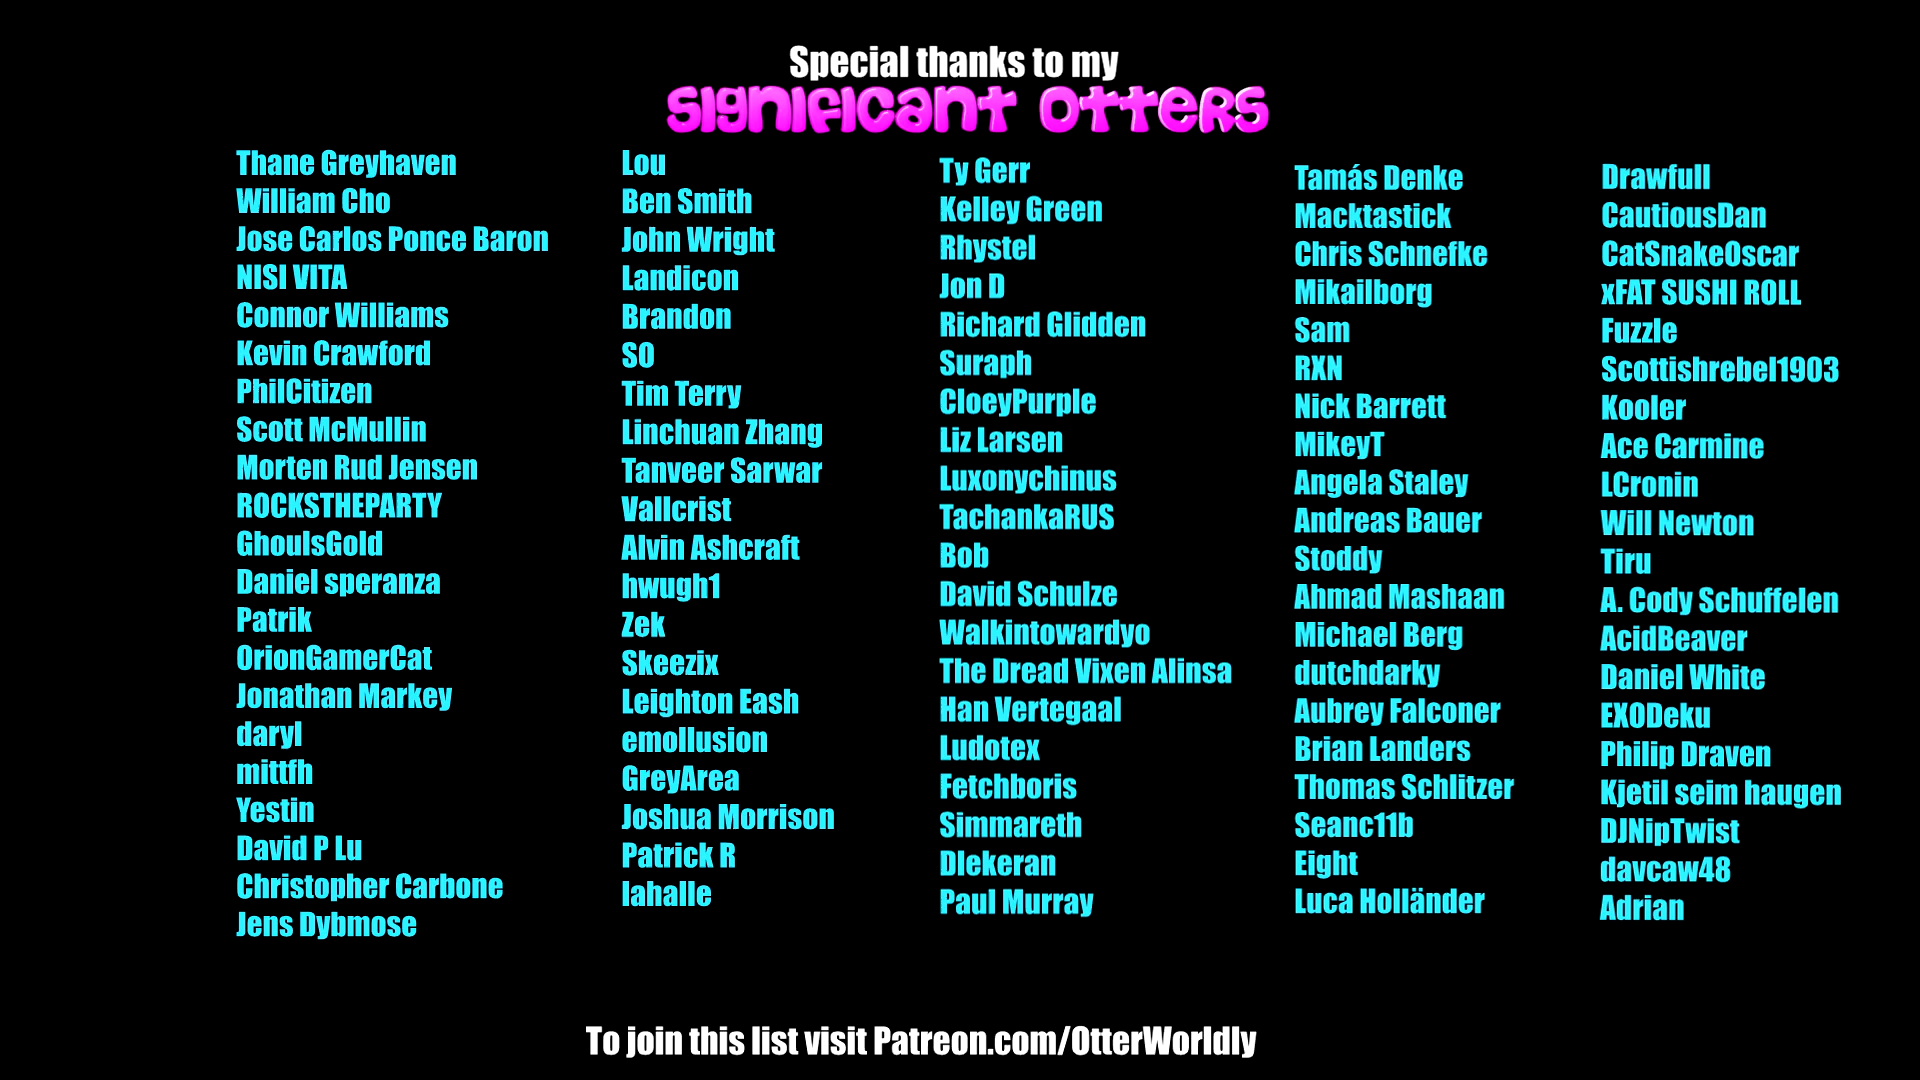 Special thanks to my
SIGNIFICANT OTTERS
Thane Greyhaven
William Cho
Jose Carlos Ponce Baron
NISI VITA
Connor Williams
Kevin Crawford
PhilCitizen
Scott McMullin
Morten Rud Jensen
ROCKSTHEPARTY
GhoulsGold
Daniel speranza
Patrik
OrionGamerCat
Jonathan Markey
daryl
mittfh
Yestin
David P Lu
Christopher Carbone
Jens Dybmose
Lou
Ben Smith
John Wright
Landicon
Brandon
SO
Tim Terry
Linchuan Zhang
Tanveer Sarwar
Vallcrist
Alvin Ashcraft
hwugh1
Zek
Skeezix
Leighton Eash
emollusion
GreyArea
Joshua Morrison
Patrick R
lahalle
Ty Gerr
Kelley Green
Rhystel
Jon D
Richard Glidden
Suraph
CloeyPurple
Liz Larsen
Luxonychinus
TachankaRUS
Bob
David Schulze
Walkintowardyo
The Dread Vixen Alinsa
Han Vertegaal
Ludotex
Fetchboris
Simmareth
Dlekeran
Paul Murray
Tamás Denke
Macktastick
Chris Schnefke
Mikailborg
Sam
RXN
Nick Barrett
MikeyT
Angela Staley
Andreas Bauer
Stoddy
Ahmad Mashaan
Michael Berg
dutchdarky
Aubrey Falconer
Brian Landers
Thomas Schlitzer
Seanc11b
Eight
Luca Holländer
Drawfull
CautiousDan
CatSnakeOscar
xFAT SUSHI ROLL
Fuzzle
Scottishrebel1903
Kooler
Ace Carmine
LCronin
Will Newton
Tiru
A. Cody Schuffelen
AcidBeaver
Daniel White
EXODeku
Philip Draven
Kjetil seim haugen
DJNipTwist
davcaw48
Adrian
To join this list visit Patreon.com/OtterWorldly